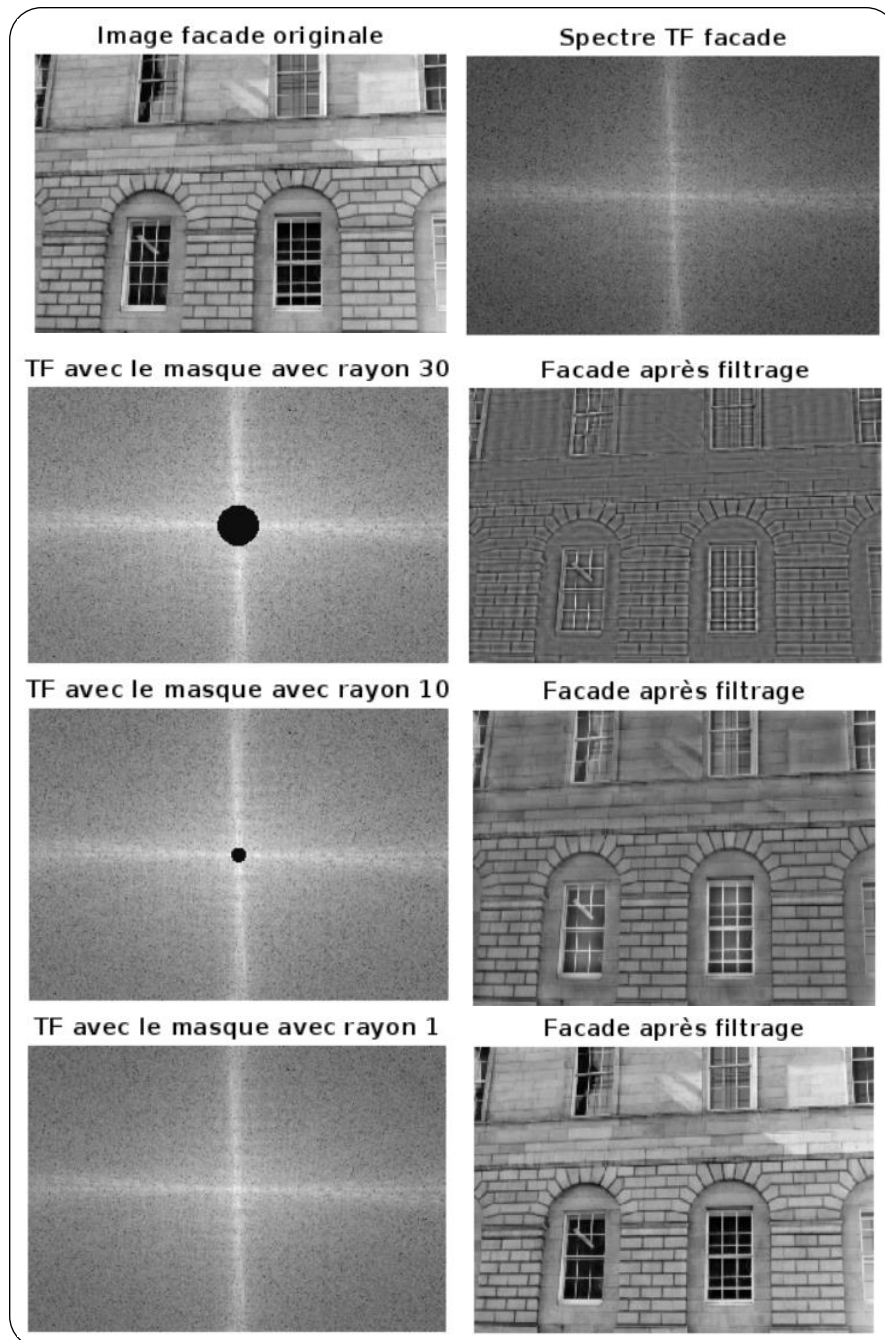 Image facade originale
Spectre TF facade
TF avec le masque avec rayon 30
Facade après filtrage
TF avec le masque avec rayon 10
Facade après filtrage
TF avec le masque avec rayon 1
Facade après filtrage